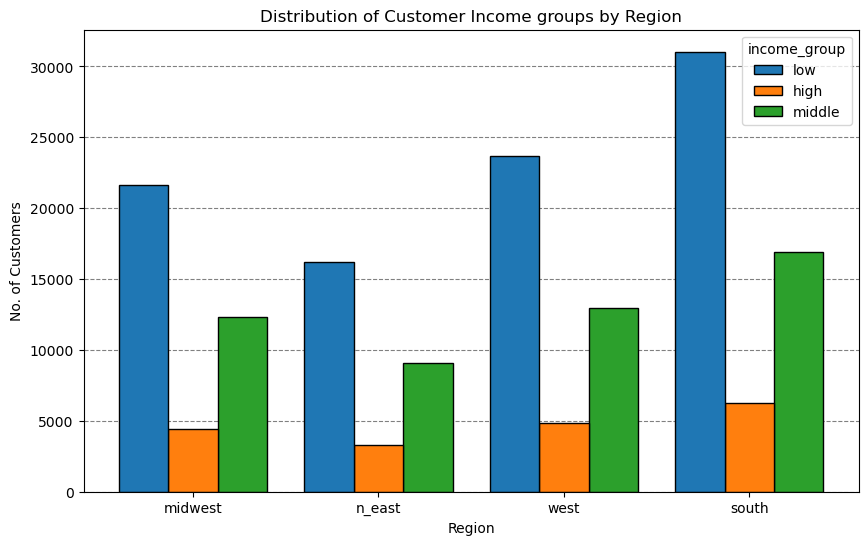 Distribution of Customer Income groups by Region
No. of Customers
30000
25000
20000
15000
10000
5000
0
income_group
low
high
middle
midwest
n_east
west
south
Region